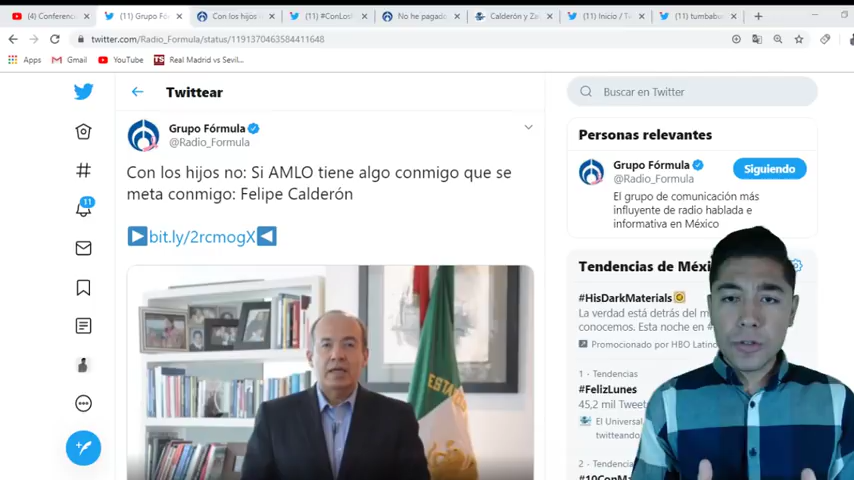 (4) Conferenc
(11) Grupo Fó
Con los hijos n
(11) #ConLosH
No he pagado
Calderón y Za
(11) Inicio / T
(11) tumbabu
twitter.com/Radio_Formula/status/1191370463584411648
Apps
Gmail
YouTube
Real Madrid vs Sevil...
Twittear
Buscar en Twitter
11
Grupo Fórmula
@Radio_Formula
Con los hijos no: Si AMLO tiene algo conmigo que se
meta conmigo: Felipe Calderón
bit.ly/2rcmogX
ESTADOS
Personas relevantes
Grupo Fórmula
@Radio_Formula
Siguiendo
El grupo de comunicación más
influyente de radio hablada e
informativa en México
Tendencias de Méxi
#HisDarkMaterials
La verdad está detrás del m
conocemos. Esta noche en #
Promocionado por HBO Latino
1 · Tendencias
#FelizLunes
45,2 mil Tweets
El Universal
twitteando
2 · Tendencias